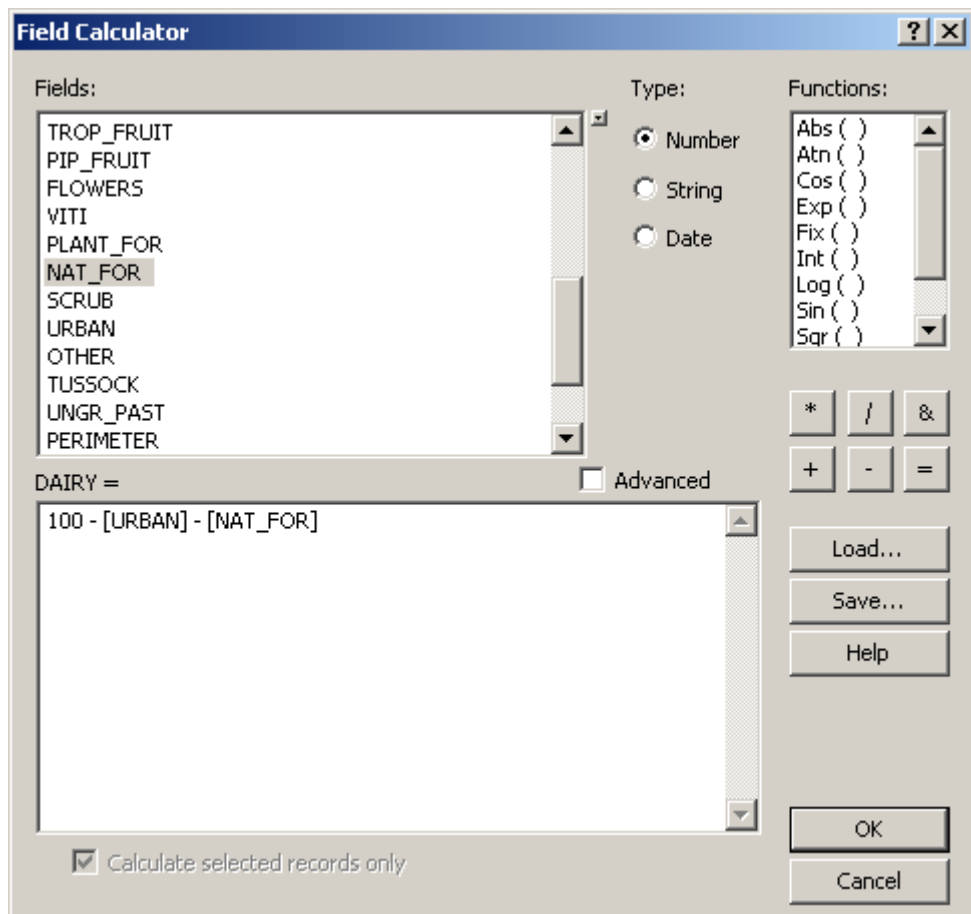 Field Calculator
Fields:
TROP_FRUIT
PIP_FRUIT
FLOWERS
VITI
PLANT_FOR
NAT_FOR
SCRUB
URBAN
OTHER
TUSSOCK
UNGR_PAST
PERIMETER
Type:
Number
String
Date
Functions:
Abs ( )
Atn ( )
Cos ( )
Exp ( )
Fix ( )
Int ( )
Log ( )
Sin ( )
Sqr ( )
* / &
+ - =
DAIRY =
Advanced
100 - [URBAN] - [NAT_FOR]
Load...
Save...
Help
Calculate selected records only
OK
Cancel